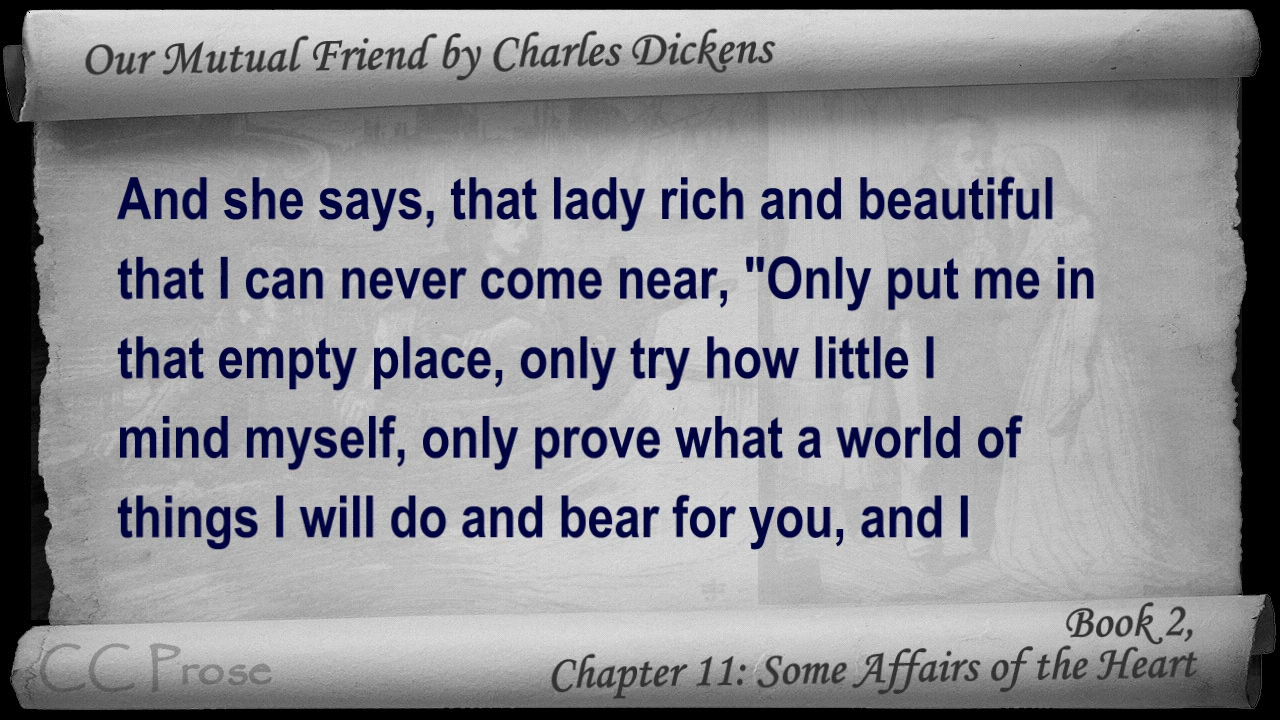 Our Mutual Friend by Charles Dickens
And she says, that lady rich and beautiful
that I can never come near, "Only put me in
that empty place, only try how little I
mind myself, only prove what a world of
things I will do and bear for you, and I
Book 2,
Chapter 11: Some Affairs of the Heart
CC Prose